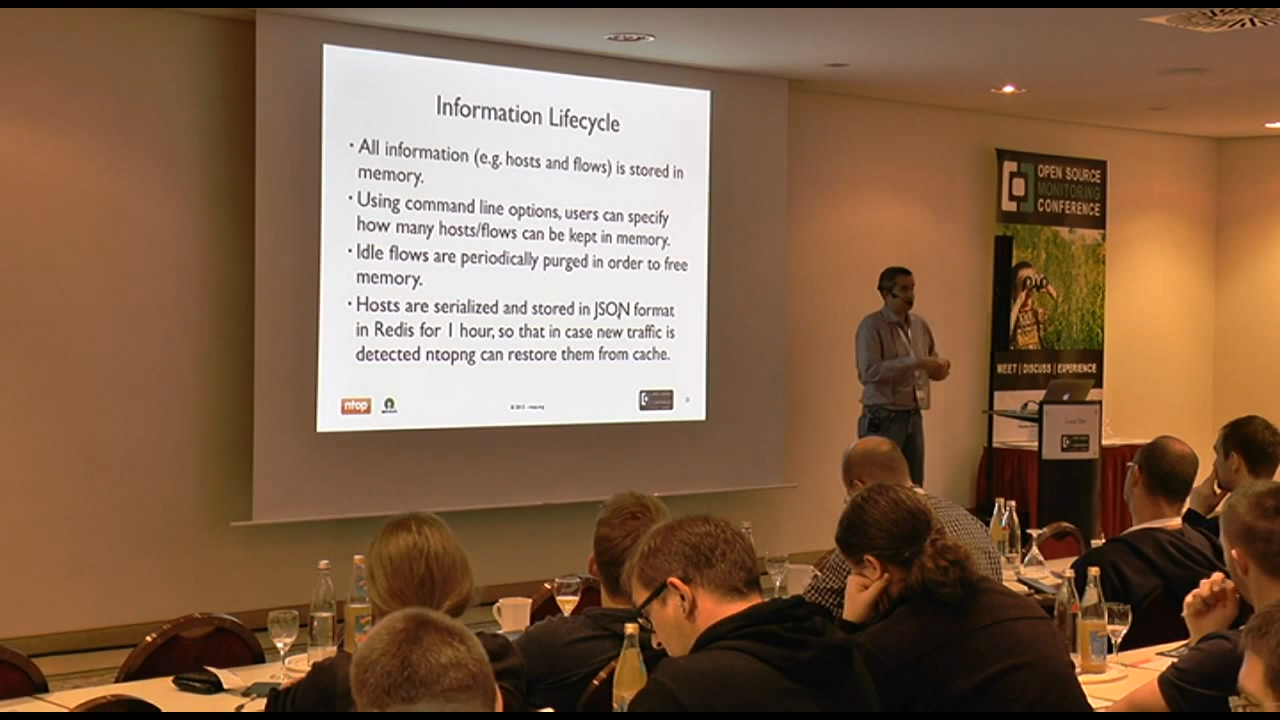 Information Lifecycle
• All information (e.g. hosts and flows) is stored in
memory.
• Using command line options, users can specify
how many hosts/flows can be kept in memory.
• Idle flows are periodically purged in order to free
memory.
• Hosts are serialized and stored in JSON format
in Redis for 1 hour, so that in case new traffic is
detected ntopng can restore them from cache.
ntop
OPEN SOURCE
MONITORING
CONFERENCE
MEET | DISCUSS | EXPERIENCE